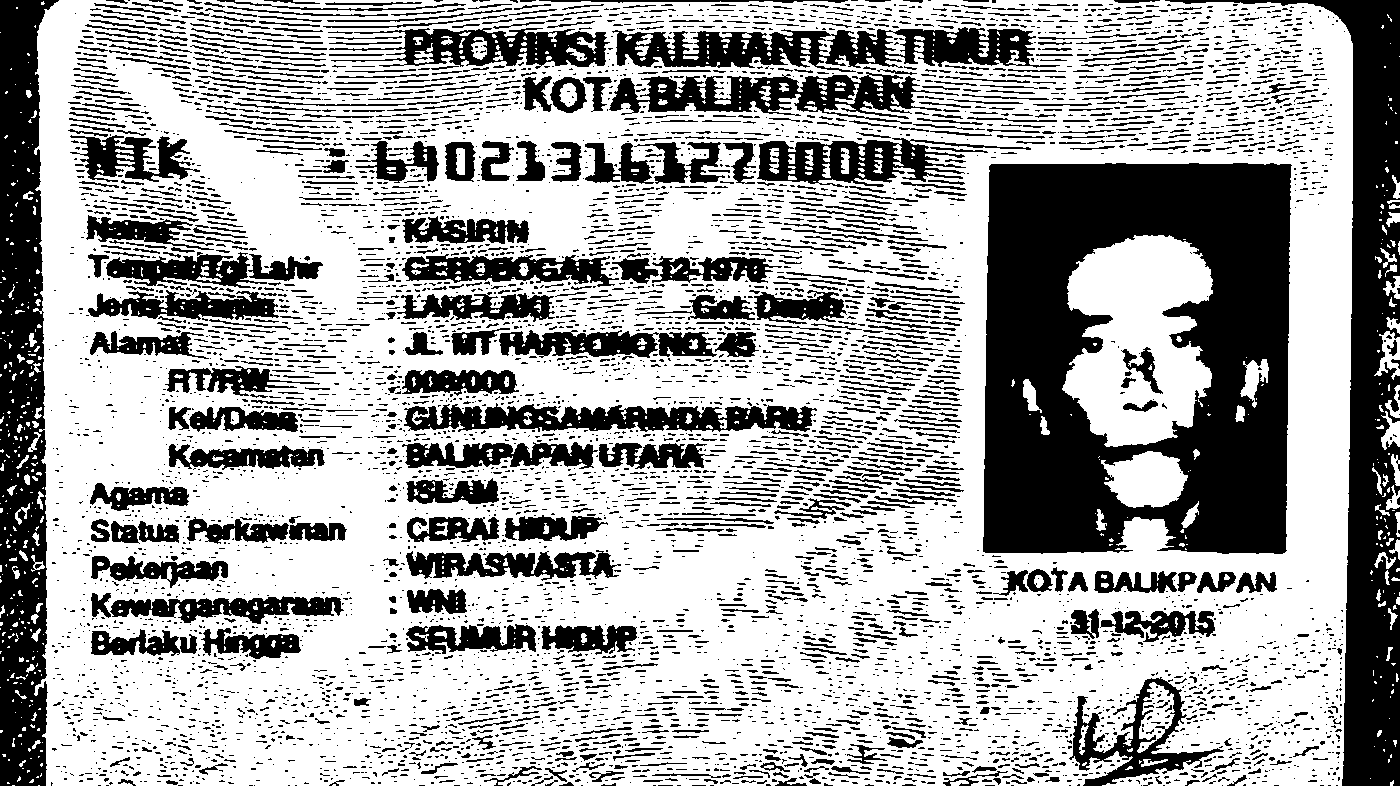 PROVINSI KALIMANTAN TIMUR
KOTA BALIKPAPAN
NIK : 6402131612700004
Nama : KASIRIN
Tempat/Tgl Lahir : GEROBOGAN, 16-12-1970
Jenis kelamin : LAKI-LAKI Gol. Darah : -
Alamat : JL. MT HARYONO NO. 45
RT/RW : 008/000
Kel/Desa : GUNUNGSAMARINDA BARU
Kecamatan : BALIKPAPAN UTARA
Agama : ISLAM
Status Perkawinan : CERAI HIDUP
Pekerjaan : WIRASWASTA
Kewarganegaraan : WNI
Berlaku Hingga : SEUMUR HIDUP
KOTA BALIKPAPAN
31-12-2015